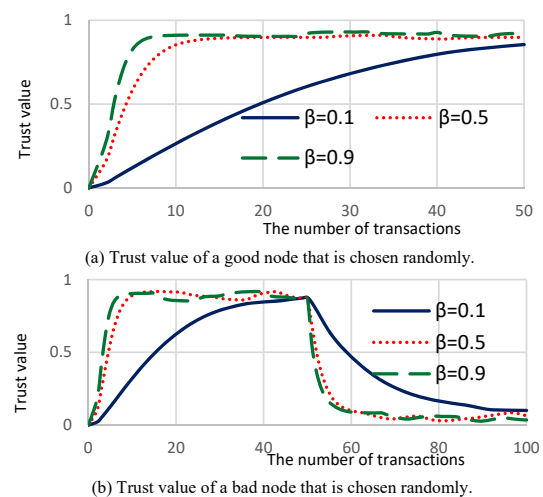 1
0.5
0
Trust value
β=0.1 β=0.5
β=0.9
0 10 20 30 40 50
The number of transactions
(a) Trust value of a good node that is chosen randomly.
1
0.5
0
Trust value
β=0.1
β=0.5
β=0.9
0 20 40 60 80 100
The number of transactions
(b) Trust value of a bad node that is chosen randomly.